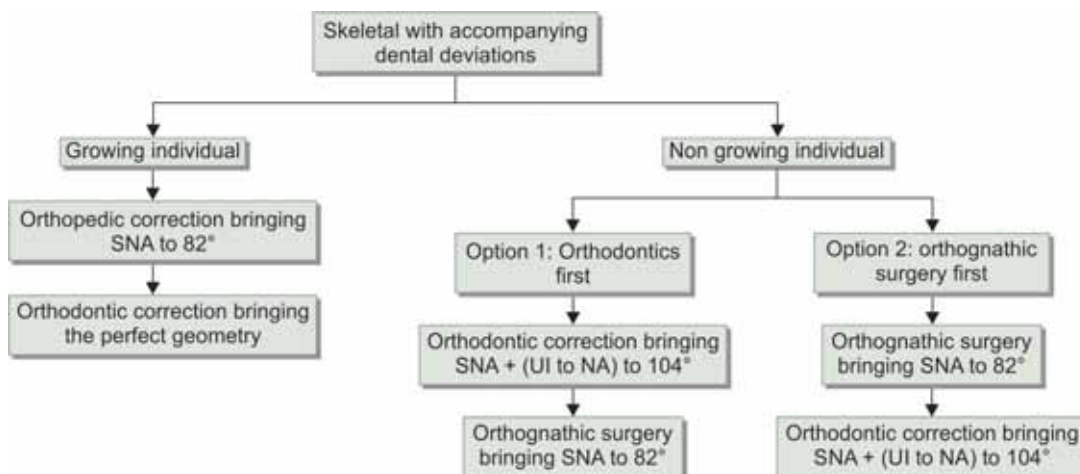 Skeletal with accompanying
dental deviations
Growing individual
Non growing individual
Orthopedic correction bringing
SNA to 82°
Orthodontic correction bringing
the perfect geometry
Option 1: Orthodontics
first
Option 2: orthognathic
surgery first
Orthodontic correction bringing
SNA + (UI to NA) to 104°
Orthognathic surgery
bringing SNA to 82°
Orthognathic surgery
bringing SNA to 82°
Orthodontic correction bringing
SNA + (UI to NA) to 104°